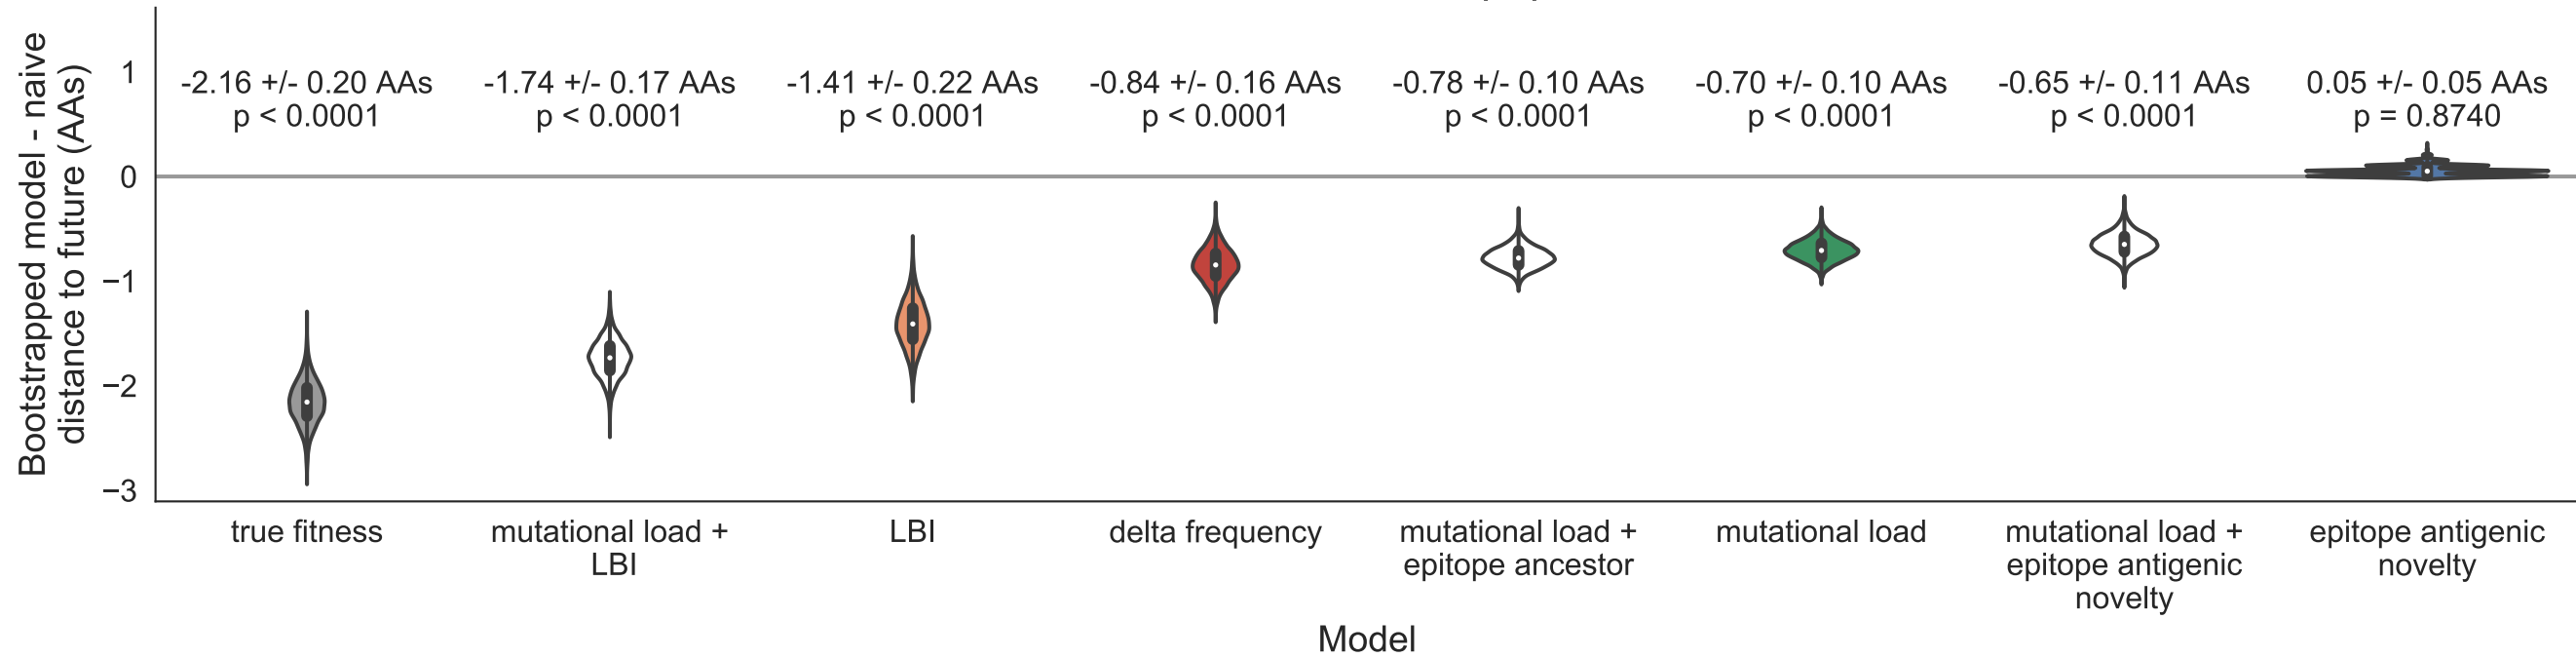 Bootstrapped model - naive
distance to future (AAs)
1
0
−1
−2
−3
-2.16 +/- 0.20 AAs
p < 0.0001
-1.74 +/- 0.17 AAs
p < 0.0001
-1.41 +/- 0.22 AAs
p < 0.0001
-0.84 +/- 0.16 AAs
p < 0.0001
-0.78 +/- 0.10 AAs
p < 0.0001
-0.70 +/- 0.10 AAs
p < 0.0001
-0.65 +/- 0.11 AAs
p < 0.0001
0.05 +/- 0.05 AAs
p = 0.8740
true fitness
mutational load +
LBI
LBI
delta frequency
mutational load +
epitope ancestor
mutational load
mutational load +
epitope antigenic
novelty
epitope antigenic
novelty
Model